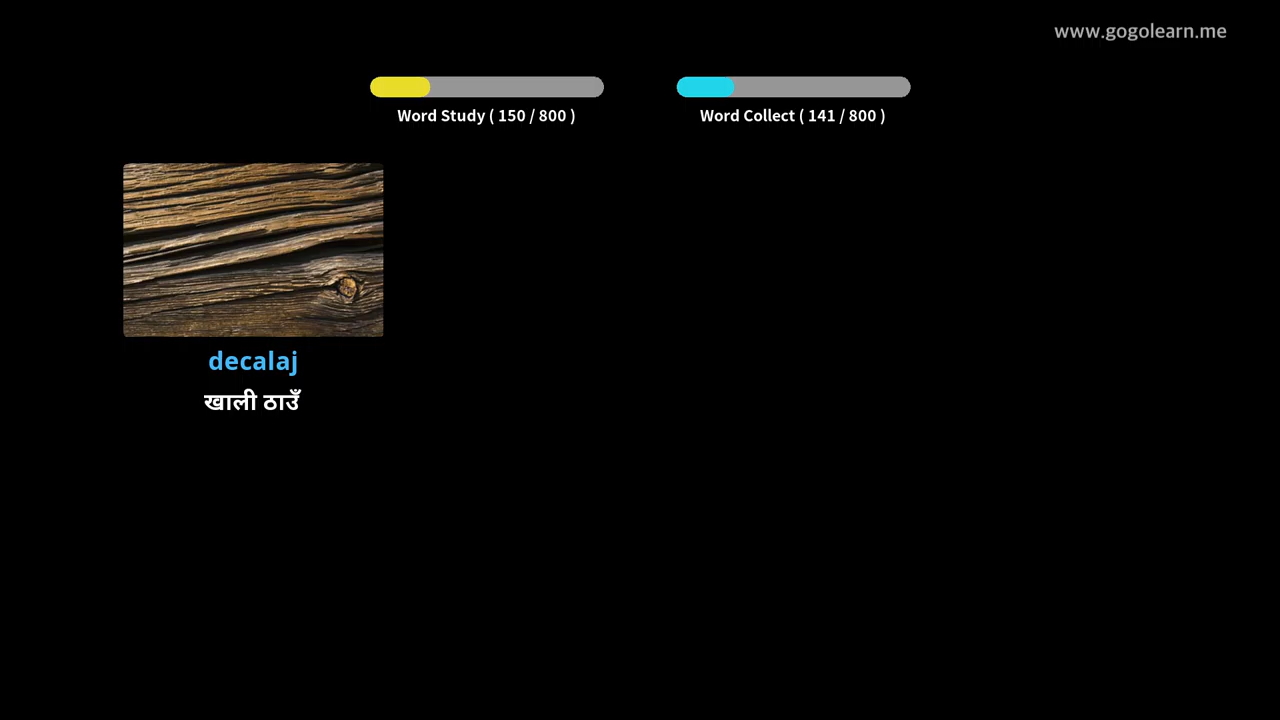 www.gogolearn.me
Word Study ( 150 / 800 )
Word Collect ( 141 / 800 )
decalaj
खाली ठाउँ